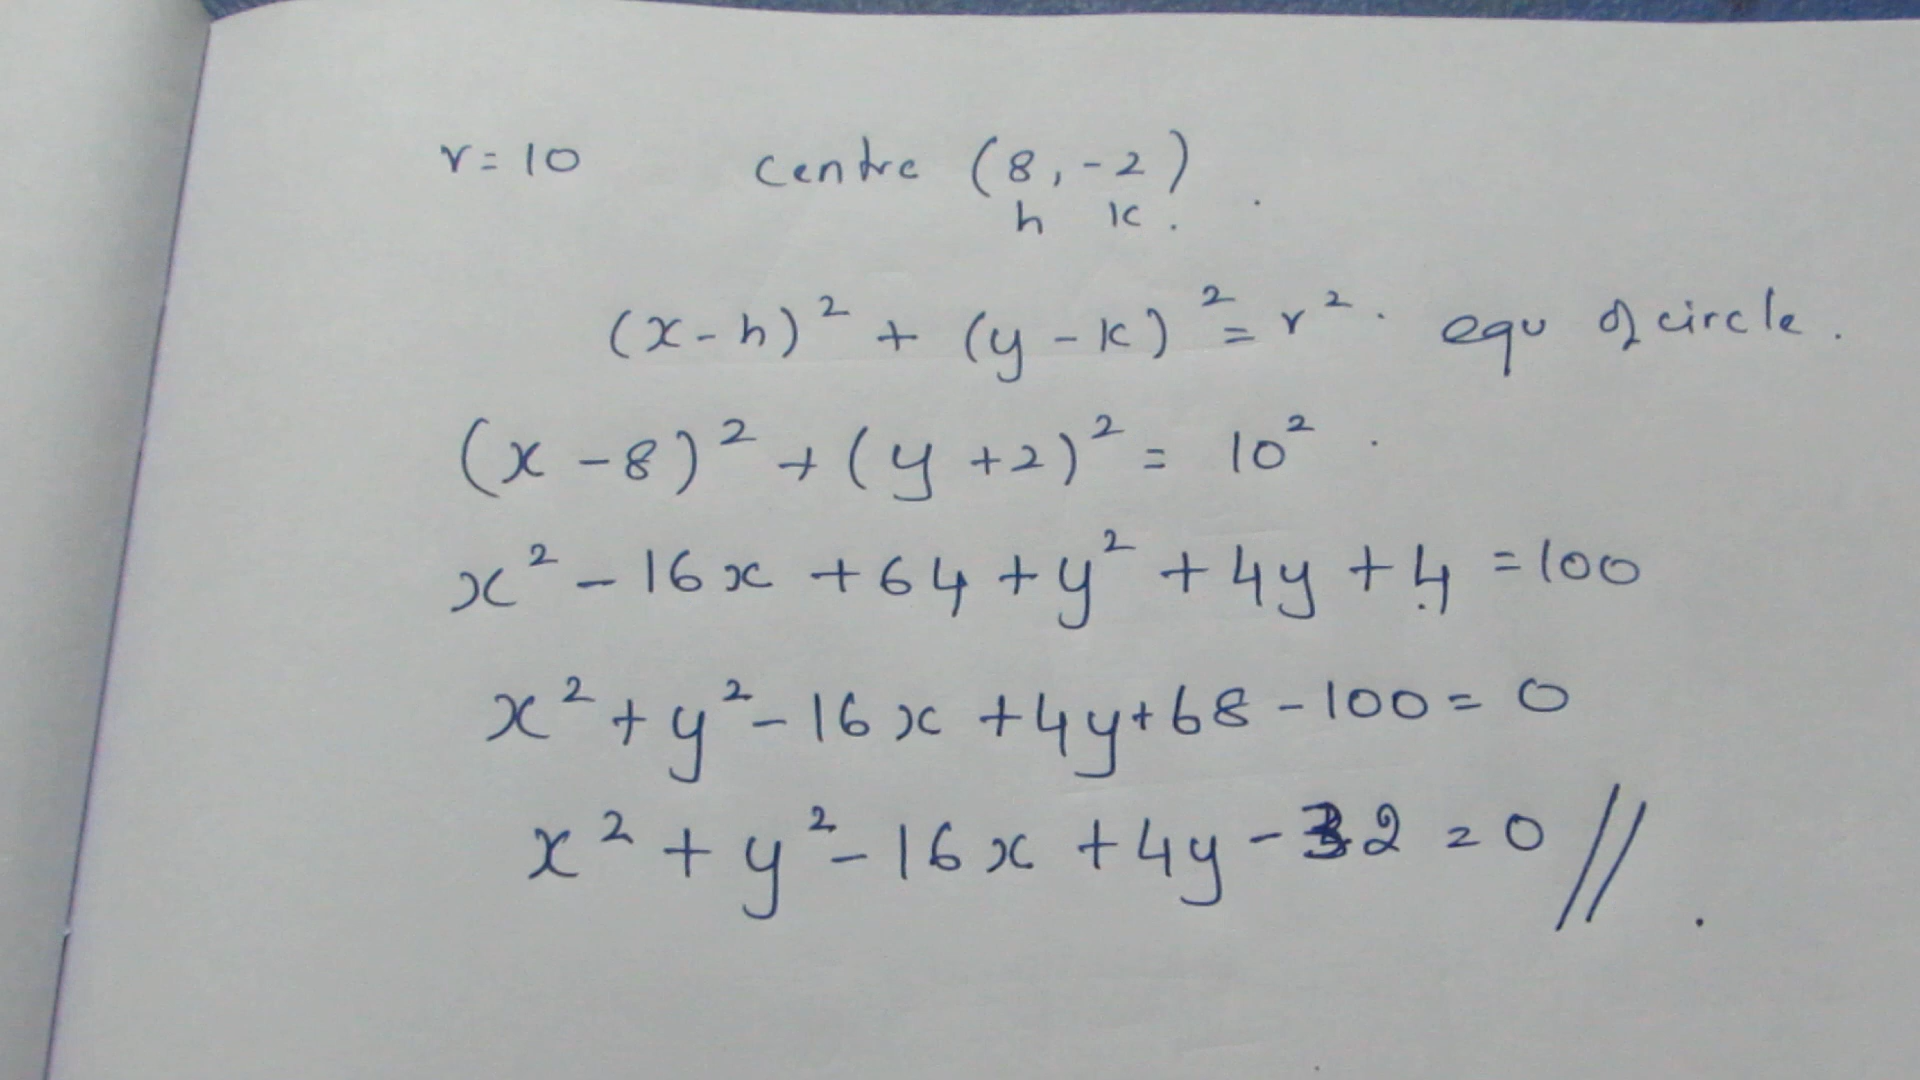 r = 10 centre (8, -2)
h k.
(x - h)² + (y - k)² = r². equ of circle.
(x - 8)² + (y + 2)² = 10².
x² - 16x + 64 + y² + 4y + 4 = 100
x² + y² - 16x + 4y + 68 - 100 = 0
x² + y² - 16x + 4y - 32 = 0 //.